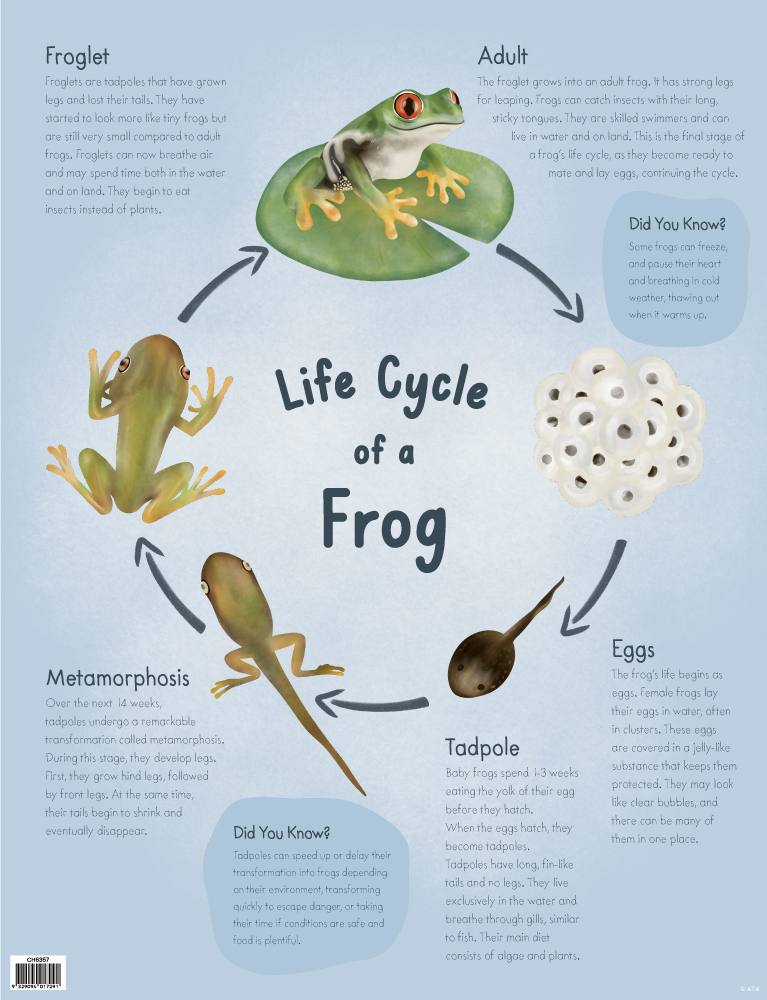 Froglet
Froglets are tadpoles that have grown
legs and lost their tails. They have
started to look more like tiny frogs but
are still very small compared to adult
frogs. Froglets can now breathe air
and may spend time both in the water
and on land. They begin to eat
insects instead of plants.
Adult
The froglet grows into an adult frog. It has strong legs
for leaping. Frogs can catch insects with their long,
sticky tongues. They are skilled swimmers and can
live in water and on land. This is the final stage of
a frog's life cycle, as they become ready to
mate and lay eggs, continuing the cycle.
Did You Know?
Some frogs can freeze,
and pause their heart
and breathing in cold
weather, thawing out
when it warms up.
Life Cycle
of a
Frog
Eggs
The frog's life begins as
eggs. Female frogs lay
their eggs in water, often
in clusters. These eggs
are covered in a jelly-like
substance that keeps them
protected. They may look
like clear bubbles, and
there can be many of
them in one place.
Tadpole
Baby frogs spend 1-3 weeks
eating the yolk of their egg
before they hatch.
When the eggs hatch, they
become tadpoles.
Tadpoles have long, fin-like
tails and no legs. They live
exclusively in the water and
breathe through gills, similar
to fish. Their main diet
consists of algae and plants.
Metamorphosis
Over the next 14 weeks,
tadpoles undergo a remarkable
transformation called metamorphosis.
During this stage, they develop legs.
First, they grow hind legs, followed
by front legs. At the same time,
their tails begin to shrink and
eventually disappear.
Did You Know?
Tadpoles can speed up or delay their
transformation into frogs depending
on their environment, transforming
quickly to escape danger, or taking
their time if conditions are safe and
food is plentiful.
CH6357
9 329094 017291
© ATA